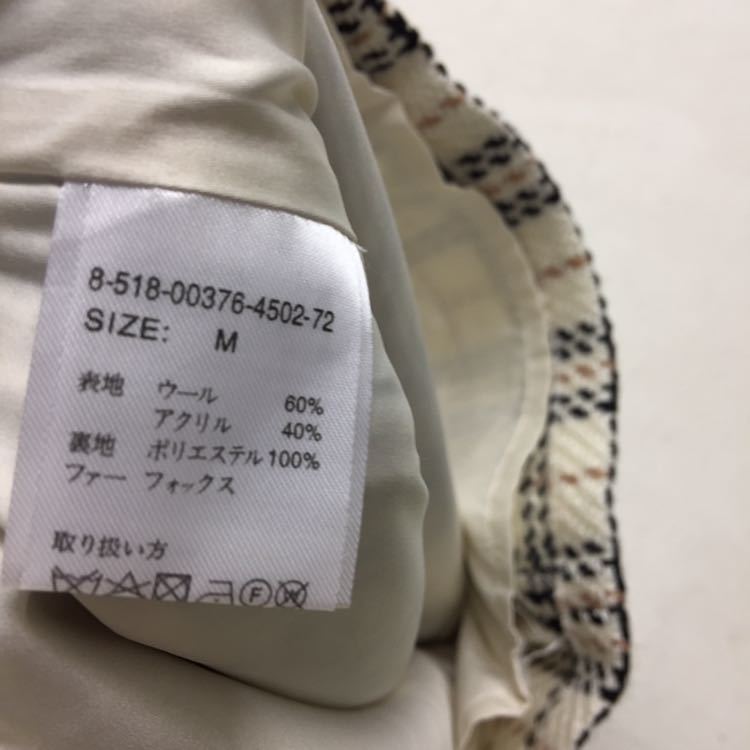 8-518-00376-4502-72
SIZE: M
表地 ウール 60%
アクリル 40%
裏地 ポリエステル 100%
ファー フォックス
取り扱い方
F